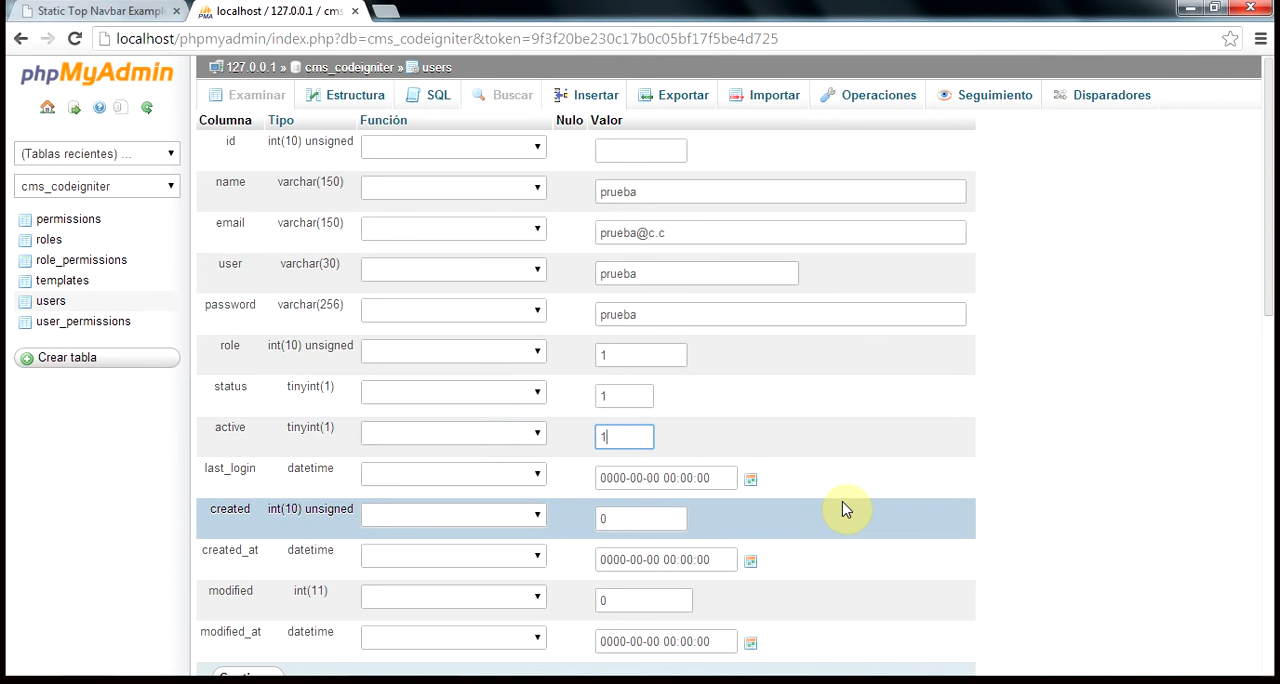 Static Top Navbar Exampl
localhost / 127.0.0.1 / cms
localhost/phpmyadmin/index.php?db=cms_codeigniter&token=9f3f20be230c17b0c05bf17f5be4d725
phpMyAdmin
127.0.0.1 » cms_codeigniter » users
Examinar Estructura SQL Buscar Insertar Exportar Importar Operaciones Seguimiento Disparadores
(Tablas recientes) ...
cms_codeigniter
permissions
roles
role_permissions
templates
users
user_permissions
Crear tabla
Columna Tipo Función Nulo Valor
id int(10) unsigned
name varchar(150) prueba
email varchar(150) prueba@c.c
user varchar(30) prueba
password varchar(256) prueba
role int(10) unsigned 1
status tinyint(1) 1
active tinyint(1) 1
last_login datetime 0000-00-00 00:00:00
created int(10) unsigned 0
created_at datetime 0000-00-00 00:00:00
modified int(11) 0
modified_at datetime 0000-00-00 00:00:00